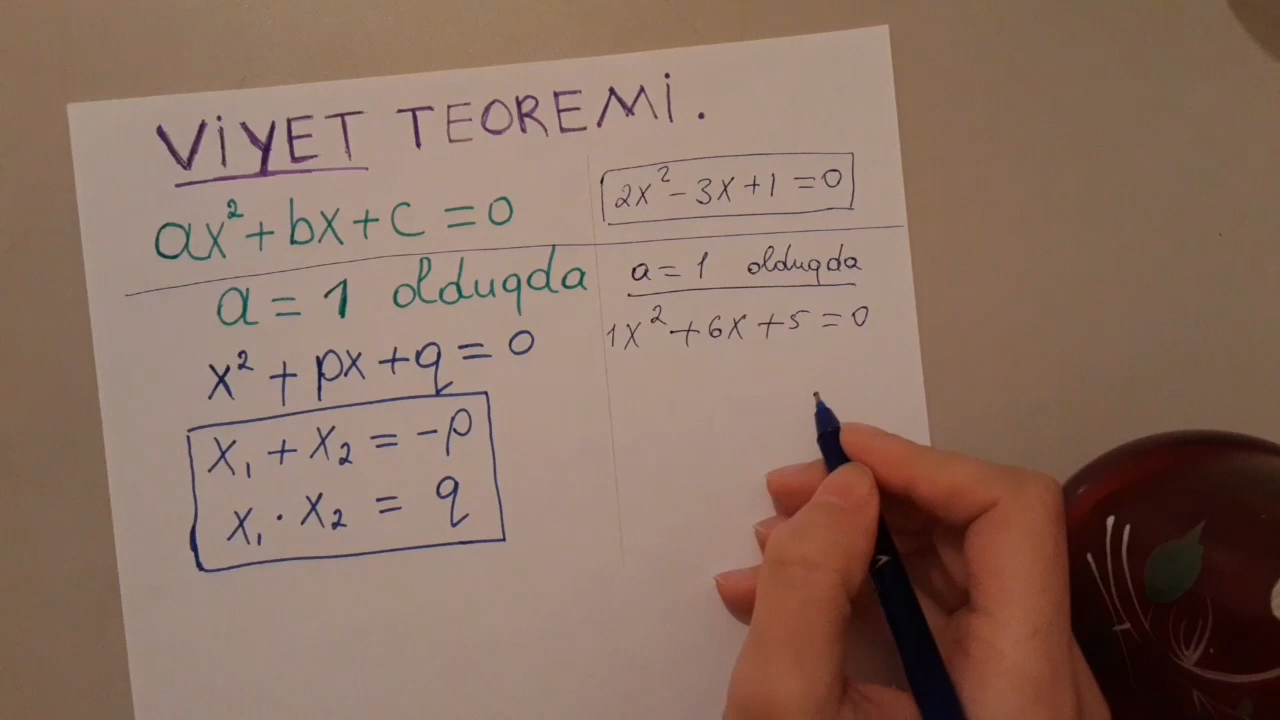 VİYET TEOREMİ.
ax² + bx + c = 0
a = 1 olduqda
x² + px + q = 0
x₁ + x₂ = -p
x₁ · x₂ = q
2x² - 3x + 1 = 0
a = 1 olduqda
1x² + 6x + 5 = 0